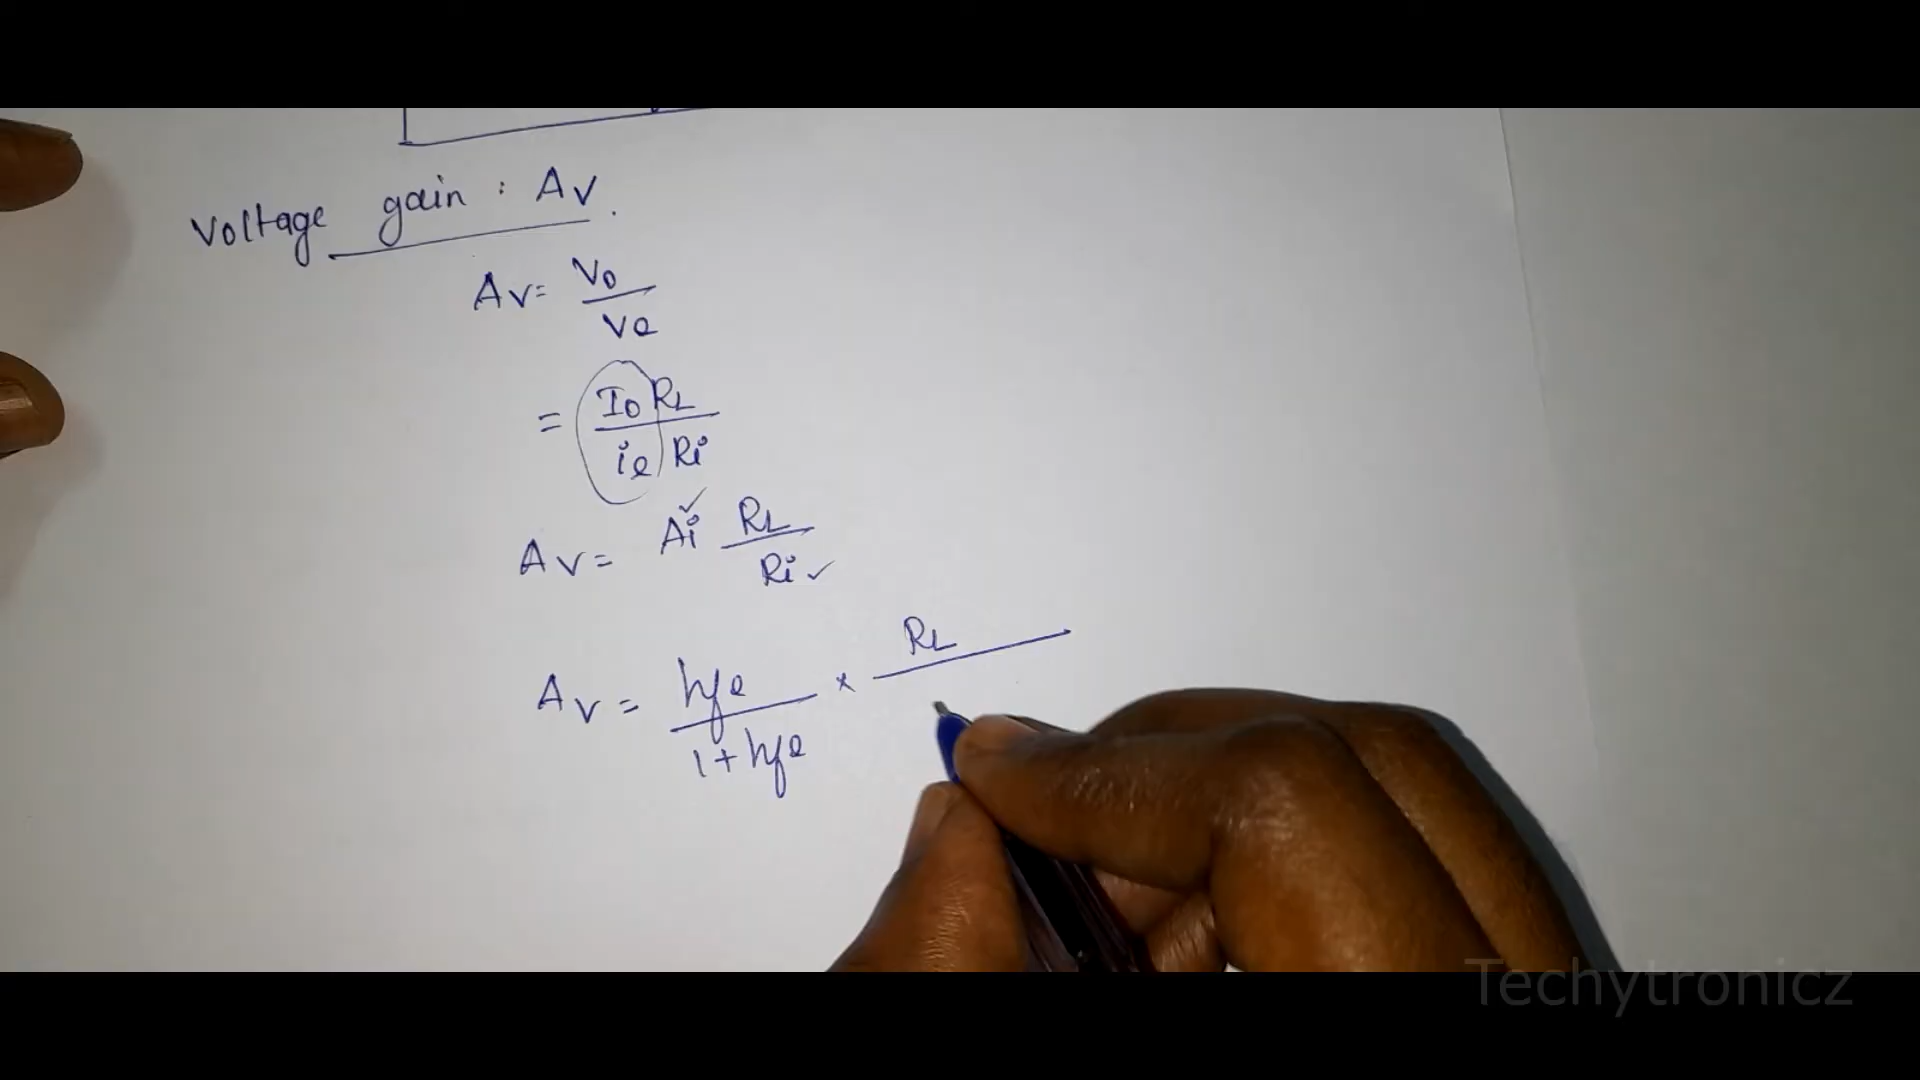 Voltage gain : Av.
Av = Vo / Ve
= Io RL / ie Ri
Av = Ai ✓ RL / Ri ✓
Av = hfe / 1+hfe × RL
Techytronicz